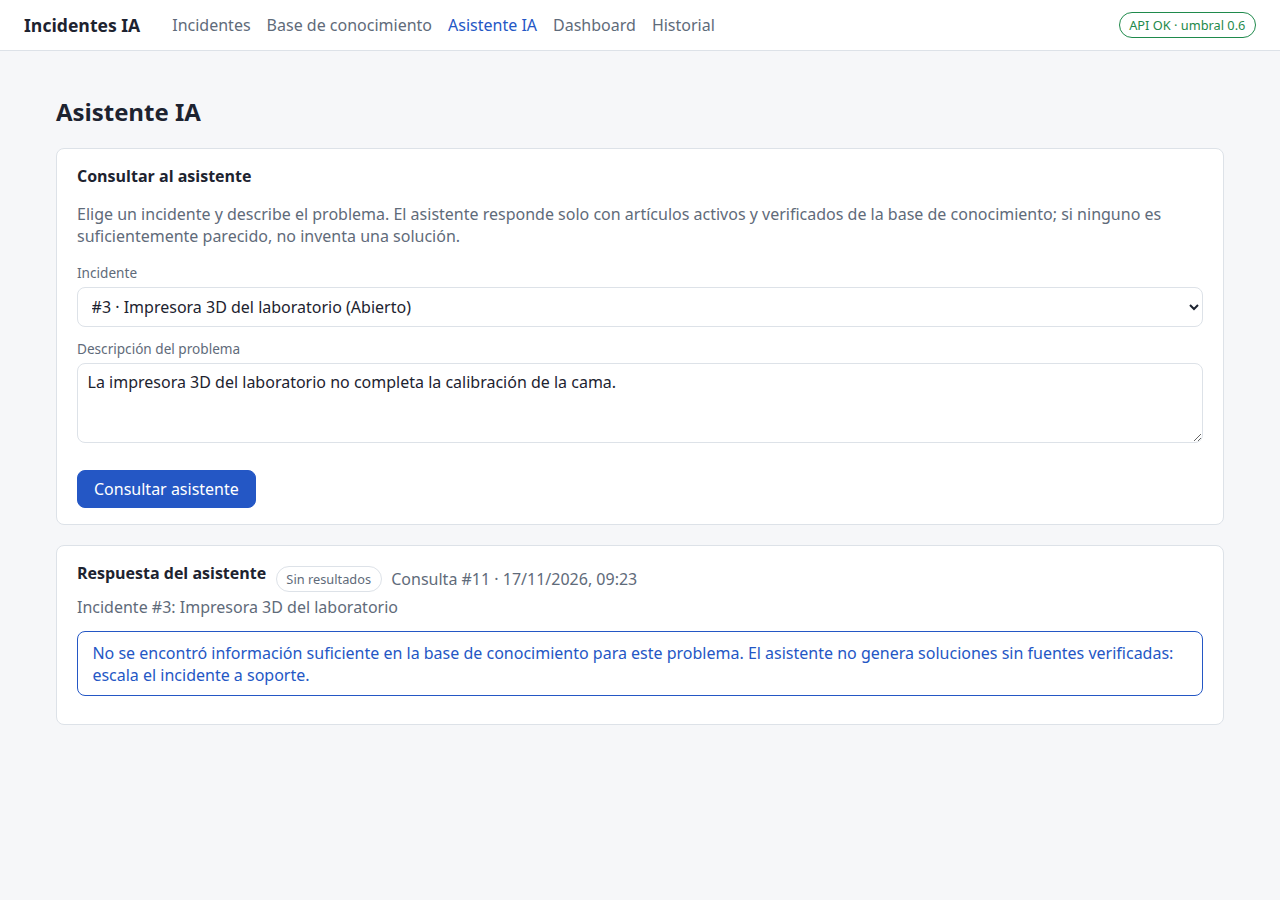 Incidentes IA
Incidentes
Base de conocimiento
Asistente IA
Dashboard
Historial
API OK · umbral 0.6
Asistente IA
Consultar al asistente
Elige un incidente y describe el problema. El asistente responde solo con artículos activos y verificados de la base de conocimiento; si ninguno es
suficientemente parecido, no inventa una solución.
Incidente
#3 · Impresora 3D del laboratorio (Abierto)
Descripción del problema
La impresora 3D del laboratorio no completa la calibración de la cama.
Consultar asistente
Respuesta del asistente
Sin resultados
Consulta #11 · 17/11/2026, 09:23
Incidente #3: Impresora 3D del laboratorio
No se encontró información suficiente en la base de conocimiento para este problema. El asistente no genera soluciones sin fuentes verificadas:
escala el incidente a soporte.